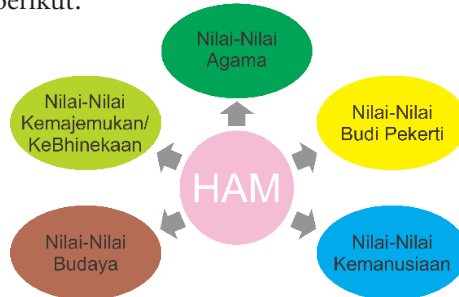 berikut:
Nilai-Nilai
Agama
Nilai-Nilai
Kemajemukan/
KeBhinekaan
Nilai-Nilai
Budi Pekerti
HAM
Nilai-Nilai
Budaya
Nilai-Nilai
Kemanusiaan